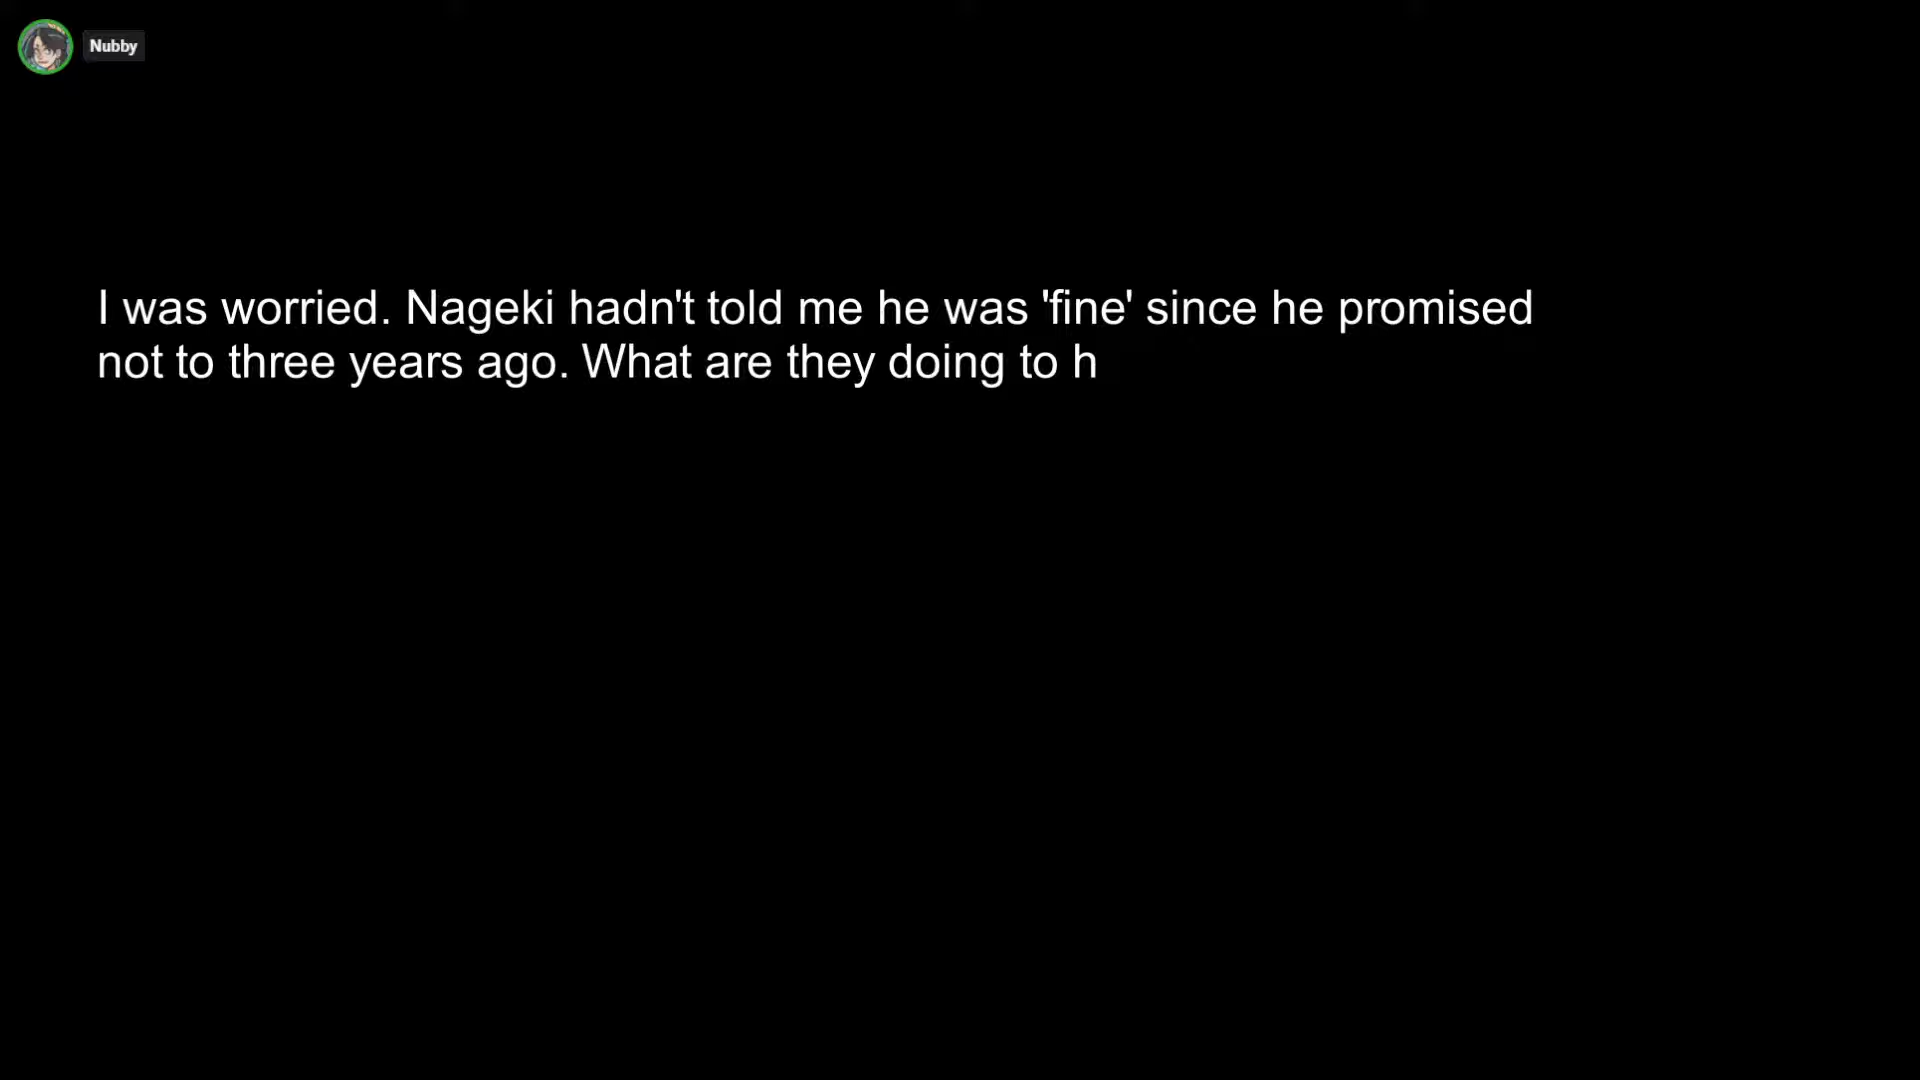 Nubby
I was worried. Nageki hadn't told me he was 'fine' since he promised
not to three years ago. What are they doing to h